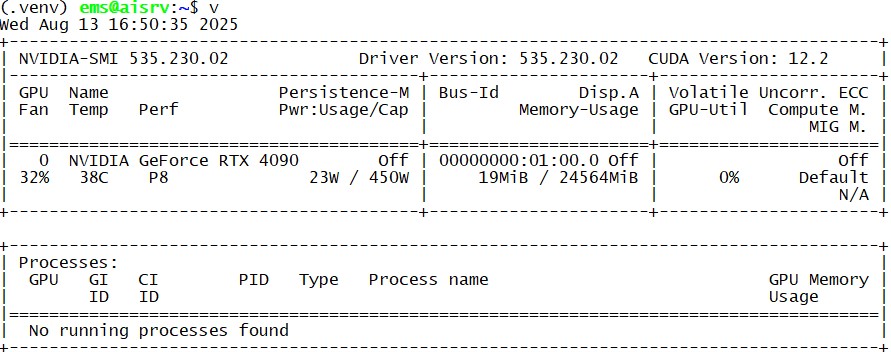 (.venv) ems@aisrv:~$ v
Wed Aug 13 16:50:35 2025
+---------------------------------------------------------------------------------------+
| NVIDIA-SMI 535.230.02             Driver Version: 535.230.02   CUDA Version: 12.2     |
|-----------------------------------------+----------------------+----------------------+
| GPU  Name                 Persistence-M | Bus-Id        Disp.A | Volatile Uncorr. ECC |
| Fan  Temp   Perf          Pwr:Usage/Cap |         Memory-Usage | GPU-Util  Compute M. |
|                                         |                      |               MIG M. |
|=========================================+======================+======================|
|   0  NVIDIA GeForce RTX 4090        Off | 00000000:01:00.0 Off |                  Off |
| 32%   38C    P8              23W / 450W |     19MiB / 24564MiB |      0%      Default |
|                                         |                      |                  N/A |
+-----------------------------------------+----------------------+----------------------+

+---------------------------------------------------------------------------------------+
| Processes:                                                                            |
|  GPU   GI   CI        PID   Type   Process name                            GPU Memory |
|        ID   ID                                                             Usage      |
|=======================================================================================|
|  No running processes found                                                           |
+---------------------------------------------------------------------------------------+